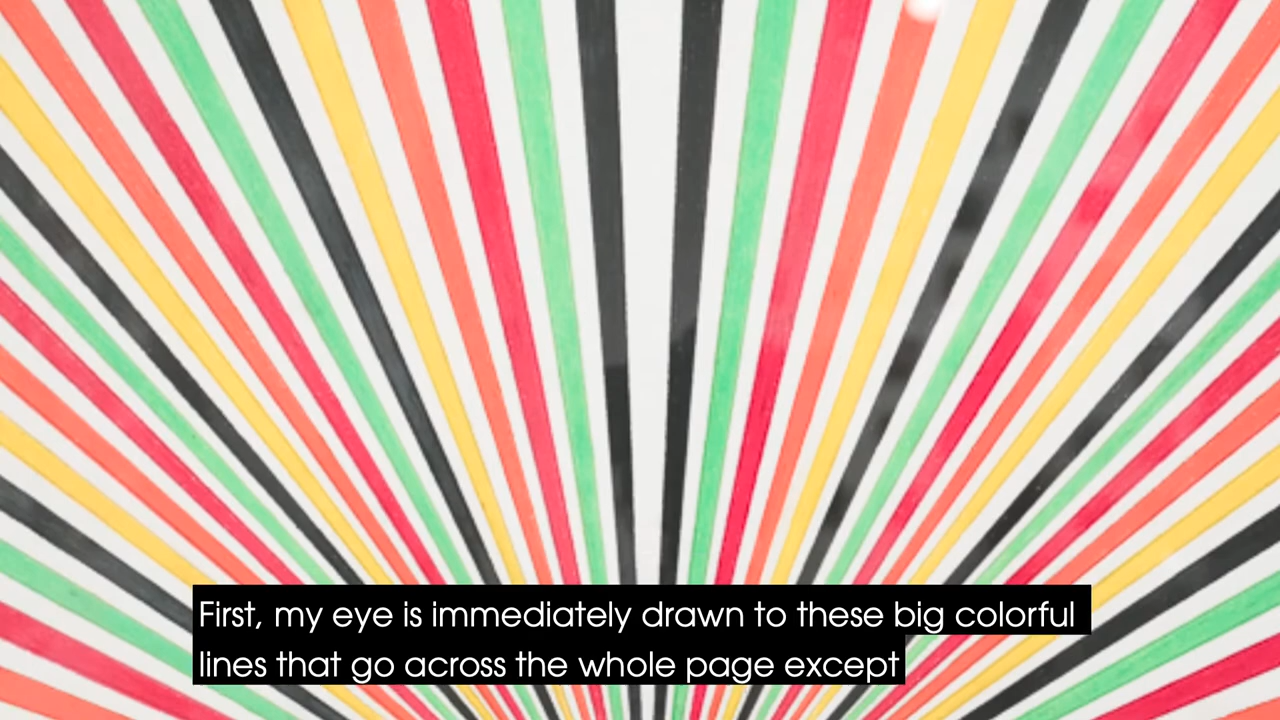 First, my eye is immediately drawn to these big colorful
lines that go across the whole page except